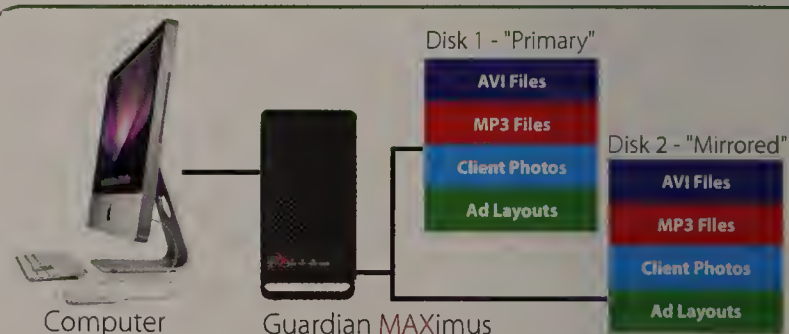 Disk 1 - "Primary"
AVI Files
MP3 Files
Client Photos
Ad Layouts
Disk 2 - "Mirrored"
AVI Files
MP3 Files
Client Photos
Ad Layouts
Computer
Guardian MAXimus